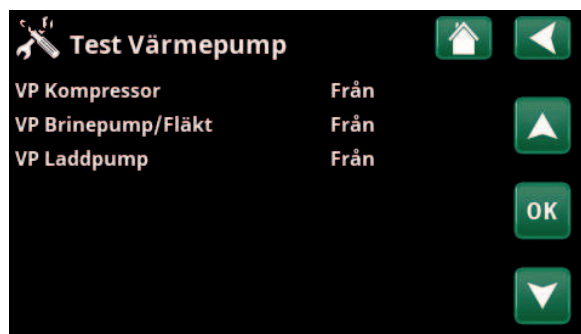 Test Värmepump
VP Kompressor Från
VP Brinepump/Fläkt Från
VP Laddpump Från
OK